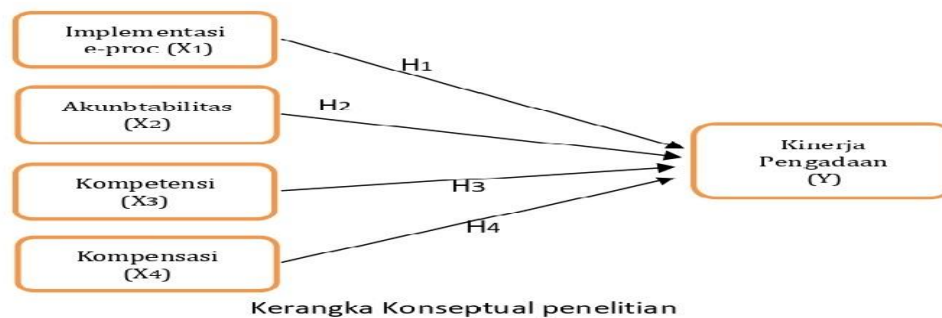 Implementasi
e-proc (X1)
H1
Akunbtabilitas
(X2)
H2
Kompetensi
(X3)
H3
Kompensasi
(X4)
H4
Kinerja
Pengadaan
(Y)
Kerangka Konseptual penelitian